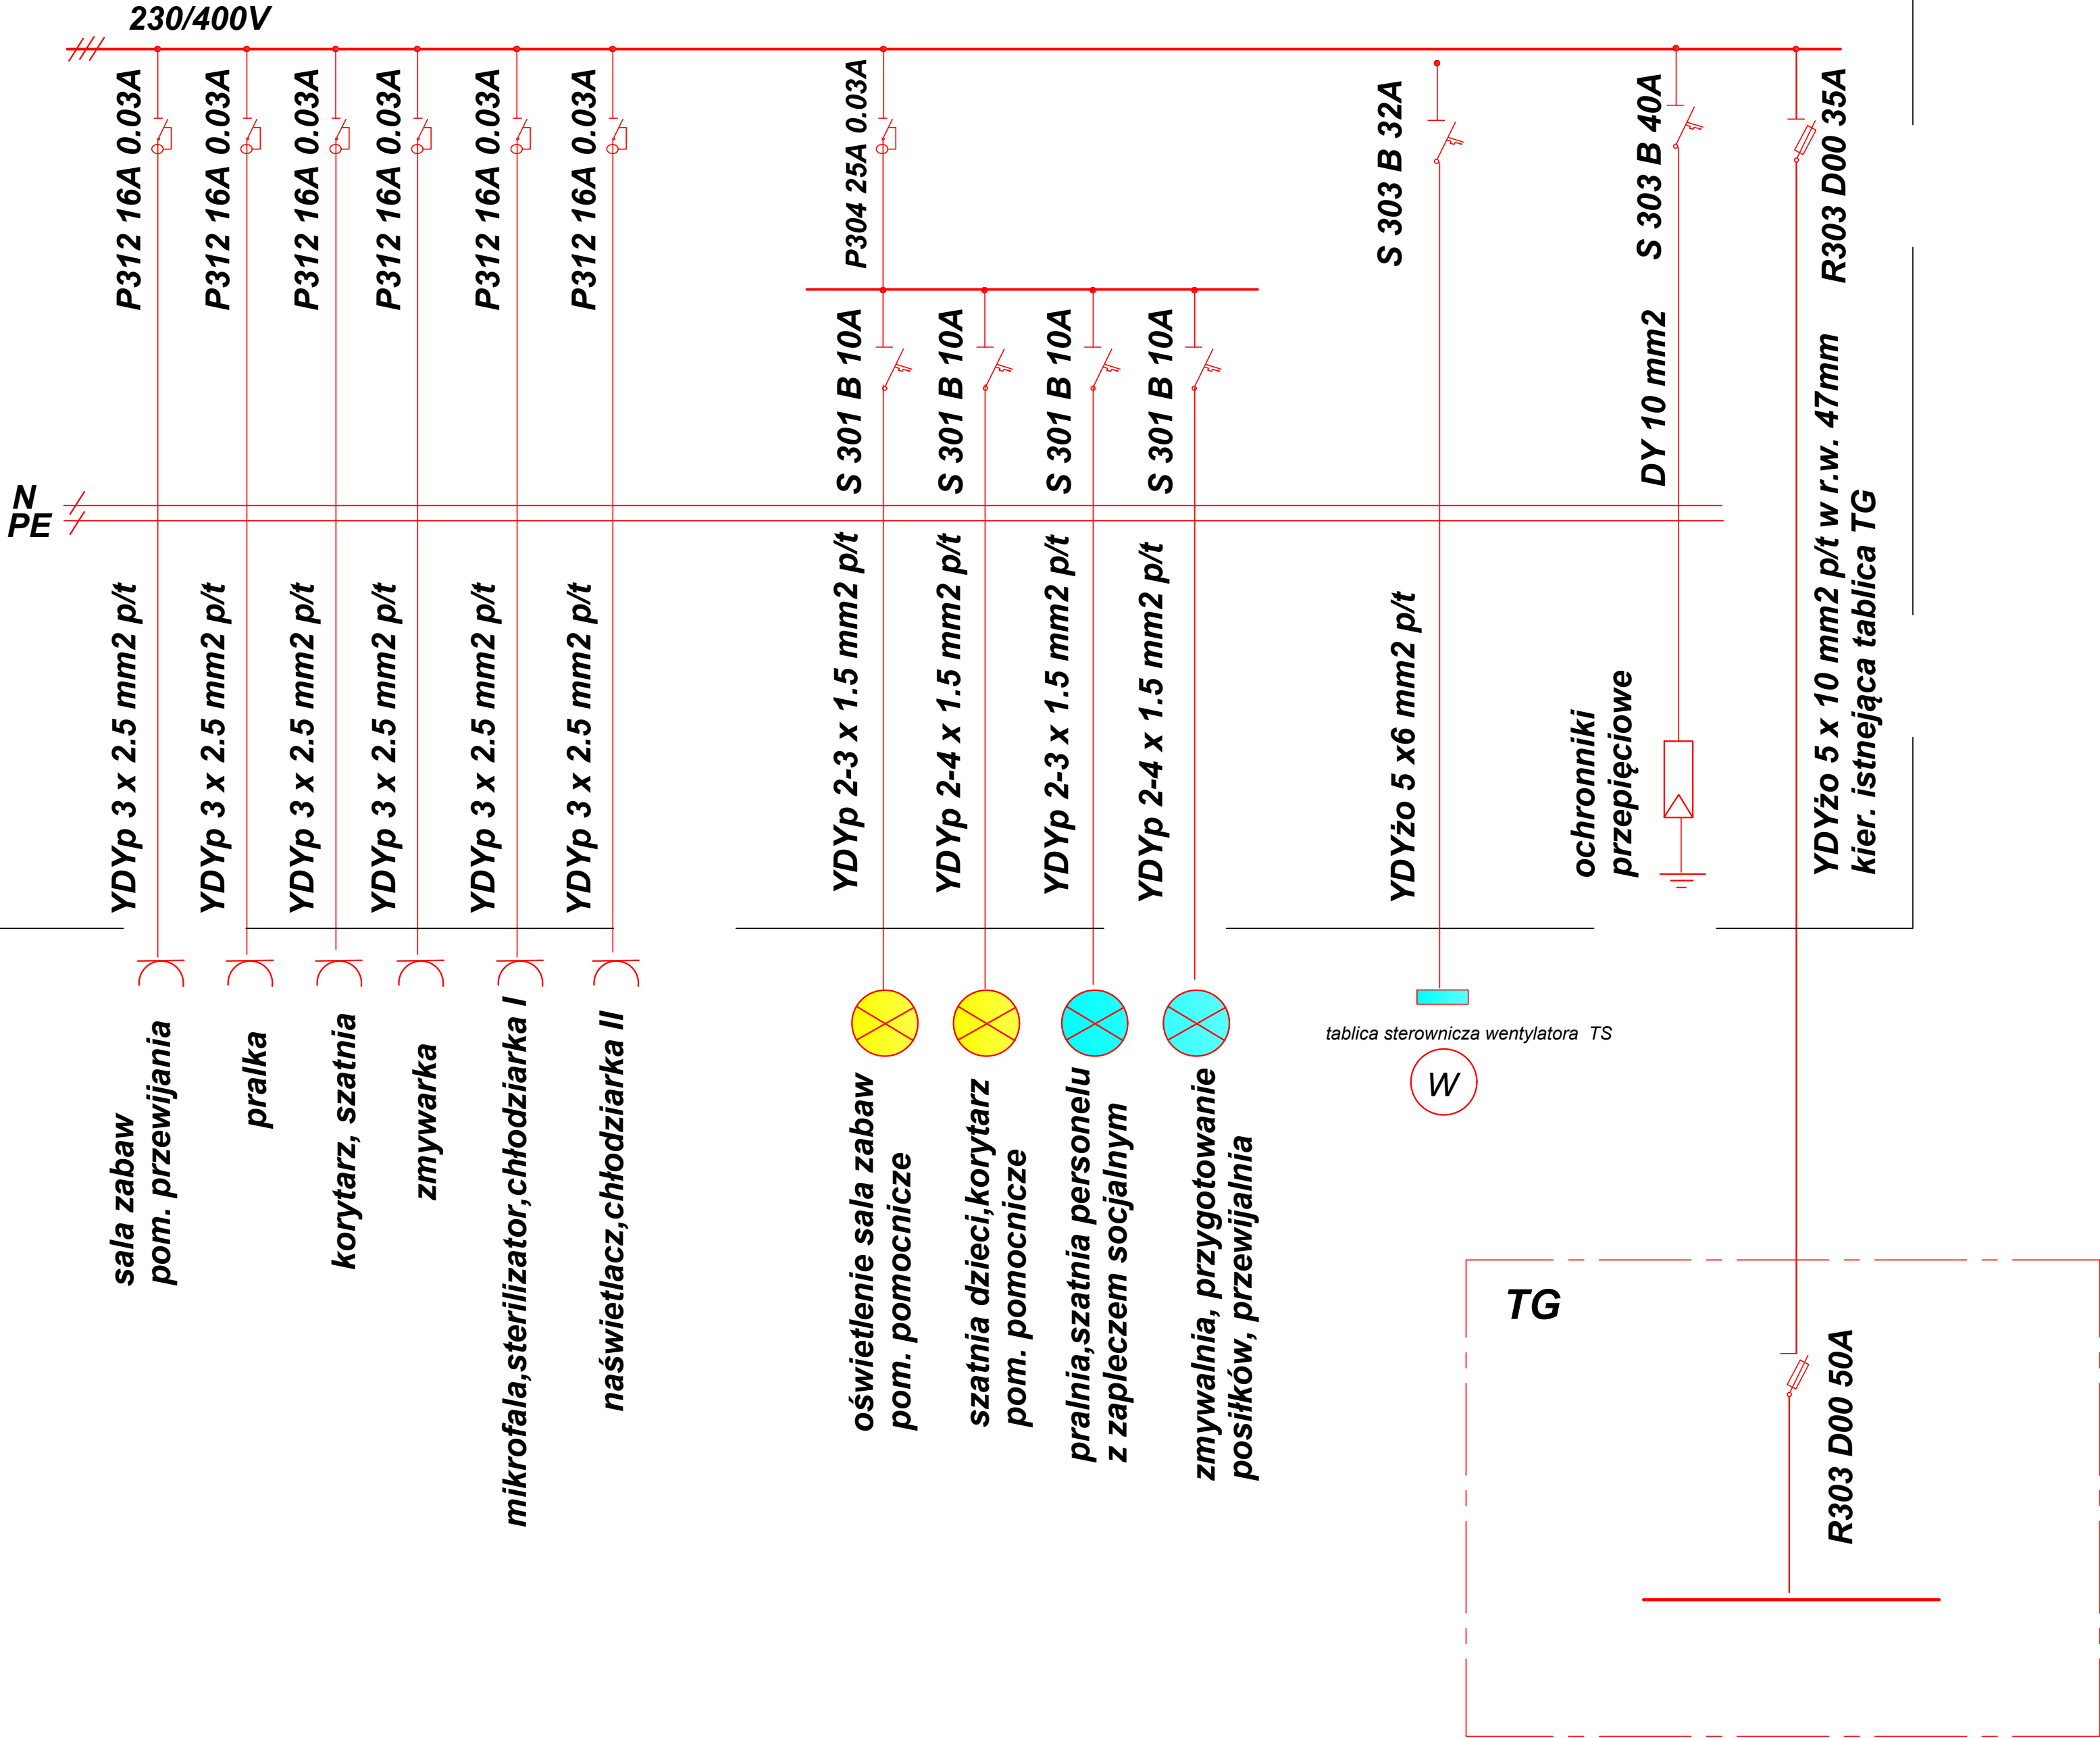 230/400V
P312 16A 0.03A
P312 16A 0.03A
P312 16A 0.03A
P312 16A 0.03A
P312 16A 0.03A
P312 16A 0.03A
P304 25A 0.03A
S 303 B 32A
S 303 B 40A
R303 D00 35A
S 301 B 10A
S 301 B 10A
S 301 B 10A
S 301 B 10A
DY 10 mm2
N
PE
YDYp 3 x 2.5 mm2 p/t
YDYp 3 x 2.5 mm2 p/t
YDYp 3 x 2.5 mm2 p/t
YDYp 3 x 2.5 mm2 p/t
YDYp 3 x 2.5 mm2 p/t
YDYp 3 x 2.5 mm2 p/t
YDYp 2-3 x 1.5 mm2 p/t
YDYp 2-4 x 1.5 mm2 p/t
YDYp 2-3 x 1.5 mm2 p/t
YDYp 2-4 x 1.5 mm2 p/t
YDYżo 5 x6 mm2 p/t
ochronniki
przepięciowe
YDYżo 5 x 10 mm2 p/t w r.w. 47mm
kier. istnejąca tablica TG
sala zabaw
pom. przewijania
pralka
korytarz, szatnia
zmywarka
mikrofala,sterilizator,chłodziarka I
naświetlacz,chłodziarka II
oświetlenie sala zabaw
pom. pomocnicze
szatnia dzieci,korytarz
pom. pomocnicze
pralnia,szatnia personelu
z zapleczem socjalnym
zmywalnia, przygotowanie
posiłków, przewijalnia
tablica sterownicza wentylatora TS
W
TG
R303 D00 50A